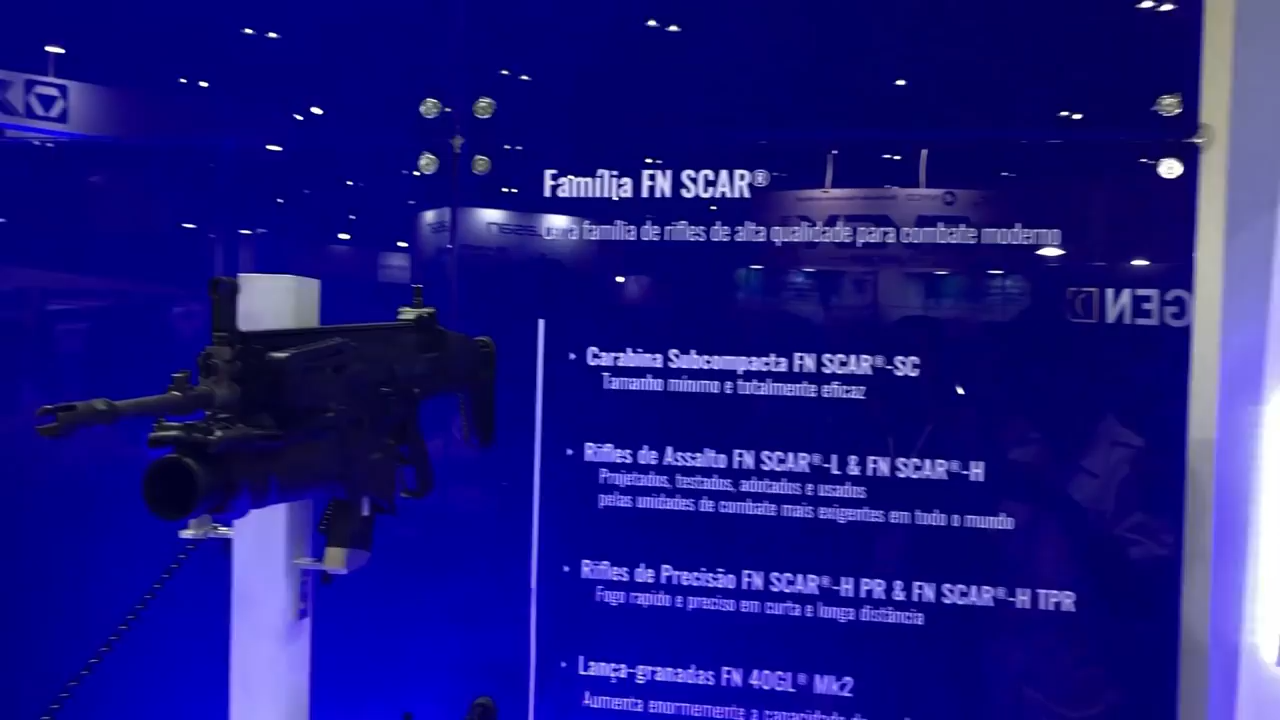 Família FN SCAR®
Uma família de rifles de alta qualidade para combate moderno
Carabina Subcompacta FN SCAR®-SC
Tamanho mínimo e totalmente eficaz
Rifles de Assalto FN SCAR®-L & FN SCAR®-H
Projetados, testados, adotados e usados
pelas unidades de combate mais exigentes em todo o mundo
Rifles de Precisão FN SCAR®-H PR & FN SCAR®-H TPR
Fogo rapido e preciso em curta e longa distância
Lança-granadas FN 40GL® Mk2
Aumenta enormemente a capacidade
GEN